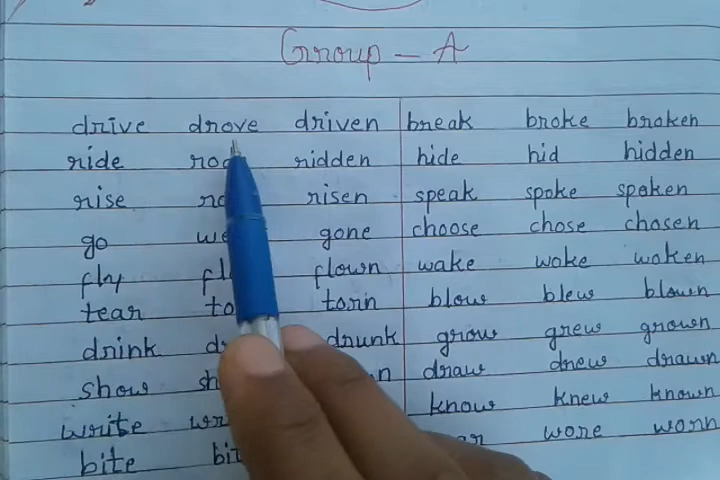 Group - A
drive drove driven break broke broken
ride ridden hide hid hidden
rise risen speak spoke spoken
go gone choose chose chosen
fly flown wake woke woken
tear torn blow blew blown
drink drunk grow grew grown
show draw drew drawn
write know knew known
bite wore worn